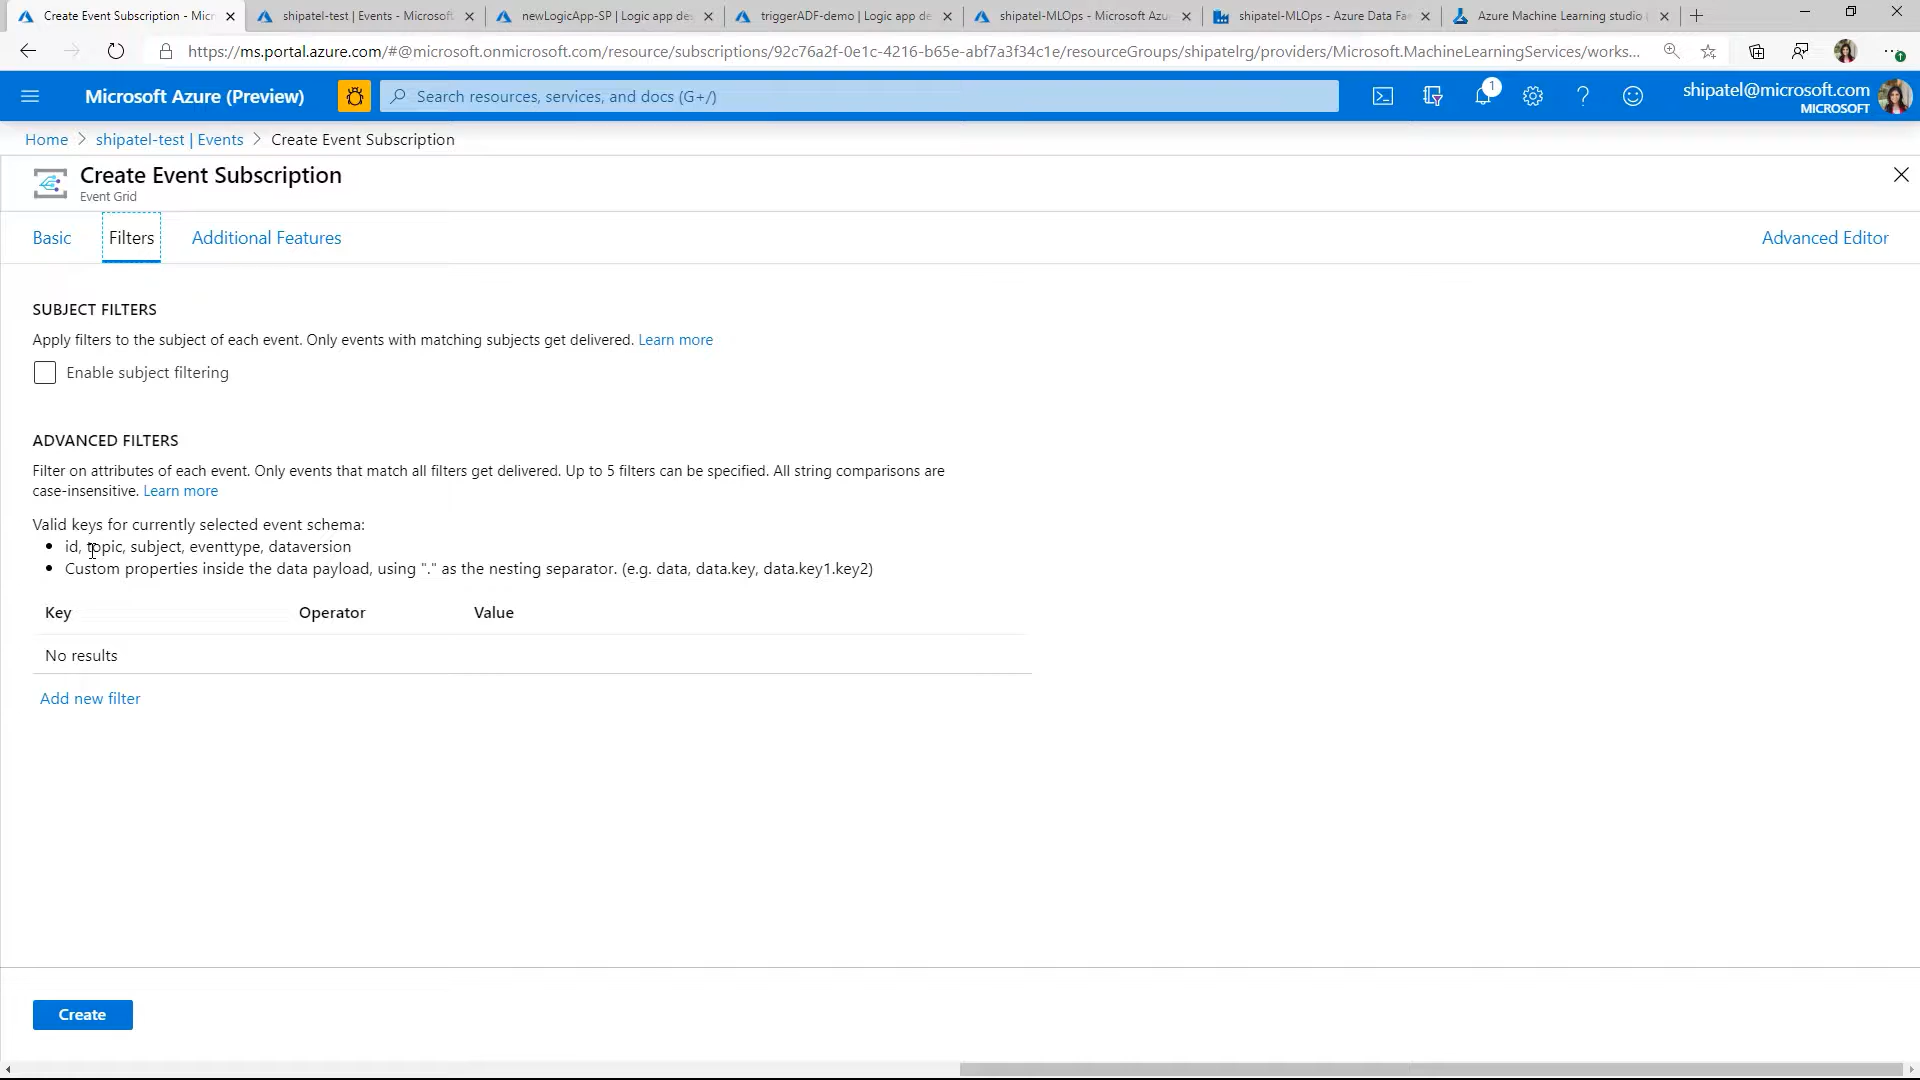 Create Event Subscription - Micr
shipatel-test | Events - Microsoft
newLogicApp-SP | Logic app des
triggerADF-demo | Logic app de
shipatel-MLOps - Microsoft Azu
shipatel-MLOps - Azure Data Fa
Azure Machine Learning studio
https://ms.portal.azure.com/#@microsoft.onmicrosoft.com/resource/subscriptions/92c76a2f-0e1c-4216-b65e-abf7a3f34c1e/resourceGroups/shipatelrg/providers/Microsoft.MachineLearningServices/works...
Microsoft Azure (Preview)
Search resources, services, and docs (G+/)
1
shipatel@microsoft.com
MICROSOFT
Home > shipatel-test | Events > Create Event Subscription
Create Event Subscription
Event Grid
Basic
Filters
Additional Features
Advanced Editor
SUBJECT FILTERS
Apply filters to the subject of each event. Only events with matching subjects get delivered. Learn more
Enable subject filtering
ADVANCED FILTERS
Filter on attributes of each event. Only events that match all filters get delivered. Up to 5 filters can be specified. All string comparisons are
case-insensitive. Learn more
Valid keys for currently selected event schema:
• id, topic, subject, eventtype, dataversion
• Custom properties inside the data payload, using "." as the nesting separator. (e.g. data, data.key, data.key1.key2)
Key Operator Value
No results
Add new filter
Create